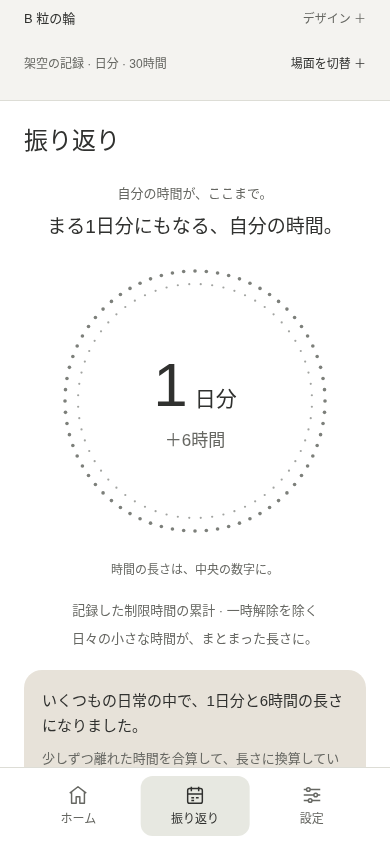 B 粒の輪
デザイン ＋
架空の記録 · 日分 · 30時間
場面を切替 ＋
振り返り
自分の時間が、ここまで。
まる1日分にもなる、自分の時間。
1 日分
＋6時間
時間の長さは、中央の数字に。
記録した制限時間の累計 · 一時解除を除く
日々の小さな時間が、まとまった長さに。
いくつもの日常の中で、1日分と6時間の長さ
になりました。
少しずつ離れた時間を合算して、長さに換算してい
ホーム
振り返り
設定